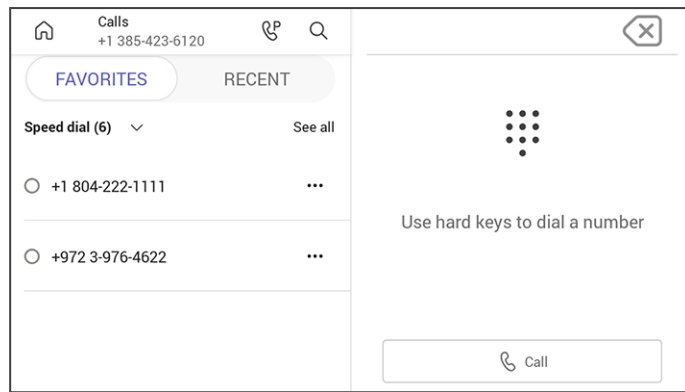 Calls
+1 385-423-6120
P
FAVORITES RECENT
Speed dial (6) See all
+1 804-222-1111
+972 3-976-4622
Use hard keys to dial a number
Call